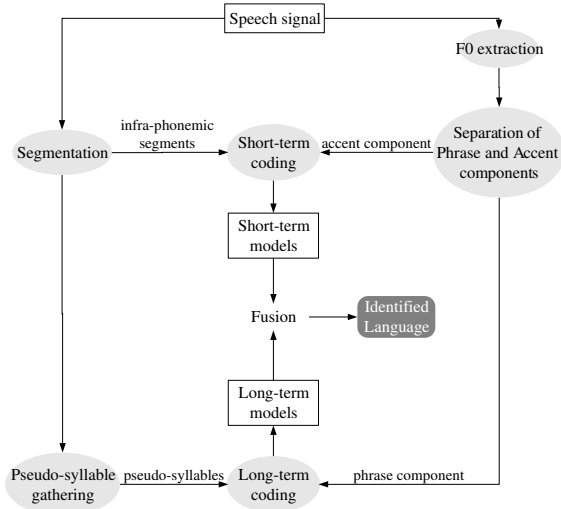 Speech signal
F0 extraction
infra-phonemic
segments
Segmentation
Short-term
coding
accent component
Separation of
Phrase and Accent
components
Short-term
models
Fusion
Identified
Language
Long-term
models
Pseudo-syllable
gathering
pseudo-syllables
Long-term
coding
phrase component